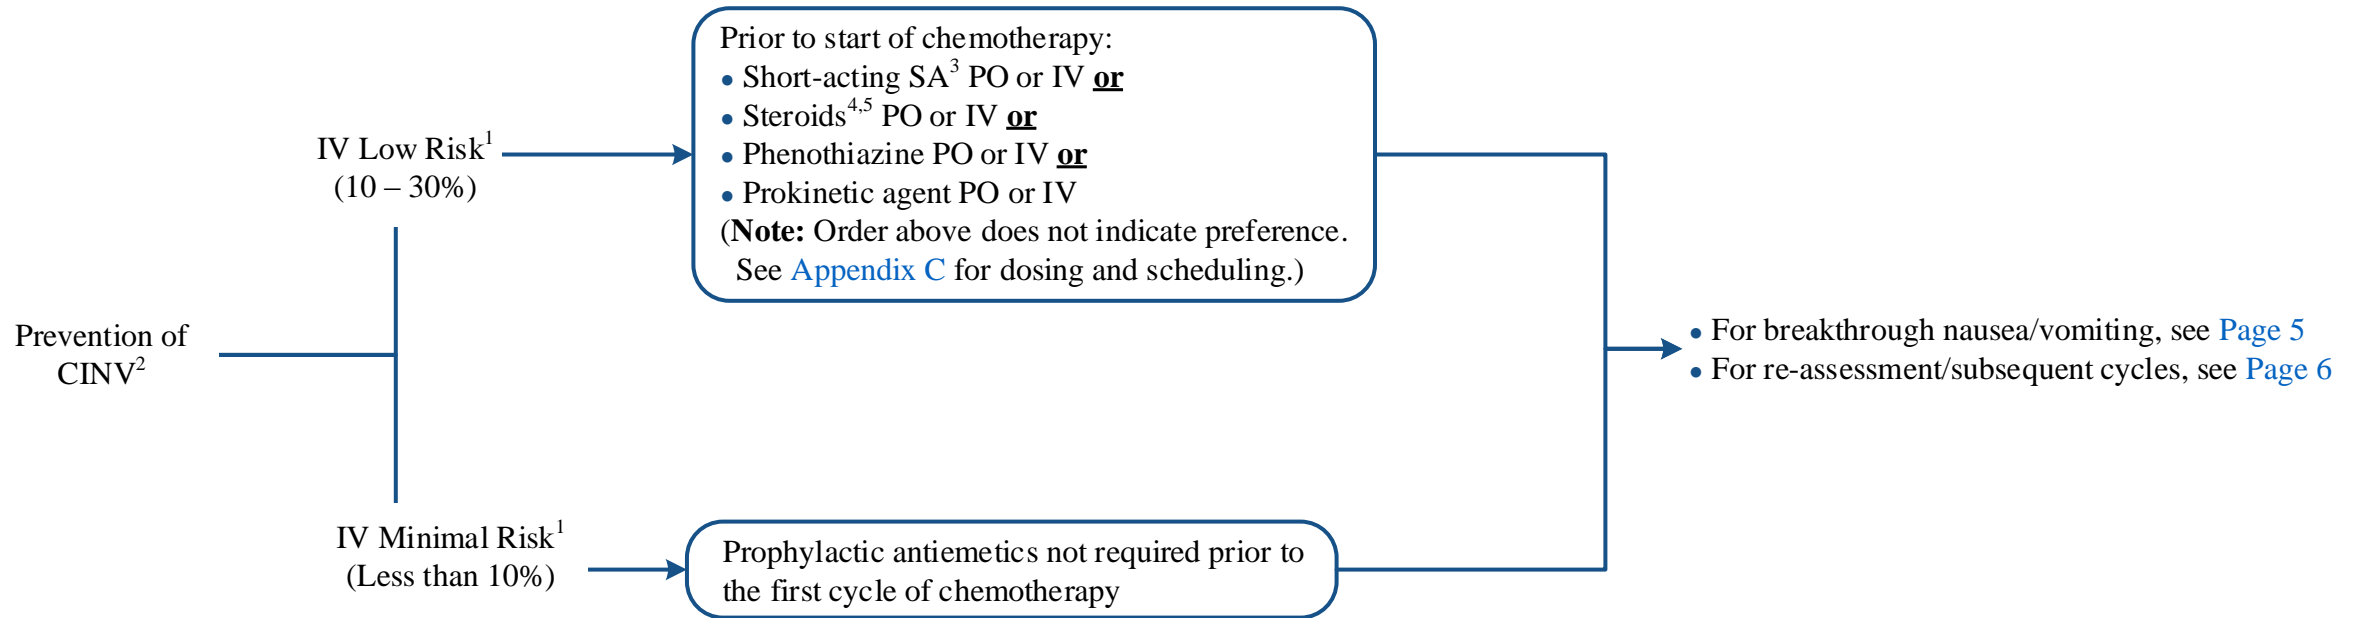 Prevention of
CINV2
IV Low Risk1
(10 – 30%)
Prior to start of chemotherapy:
• Short-acting SA3 PO or IV or
• Steroids4,5 PO or IV or
• Phenothiazine PO or IV or
• Prokinetic agent PO or IV
(Note: Order above does not indicate preference.
See Appendix C for dosing and scheduling.)
IV Minimal Risk1
(Less than 10%)
Prophylactic antiemetics not required prior to
the first cycle of chemotherapy
• For breakthrough nausea/vomiting, see Page 5
• For re-assessment/subsequent cycles, see Page 6